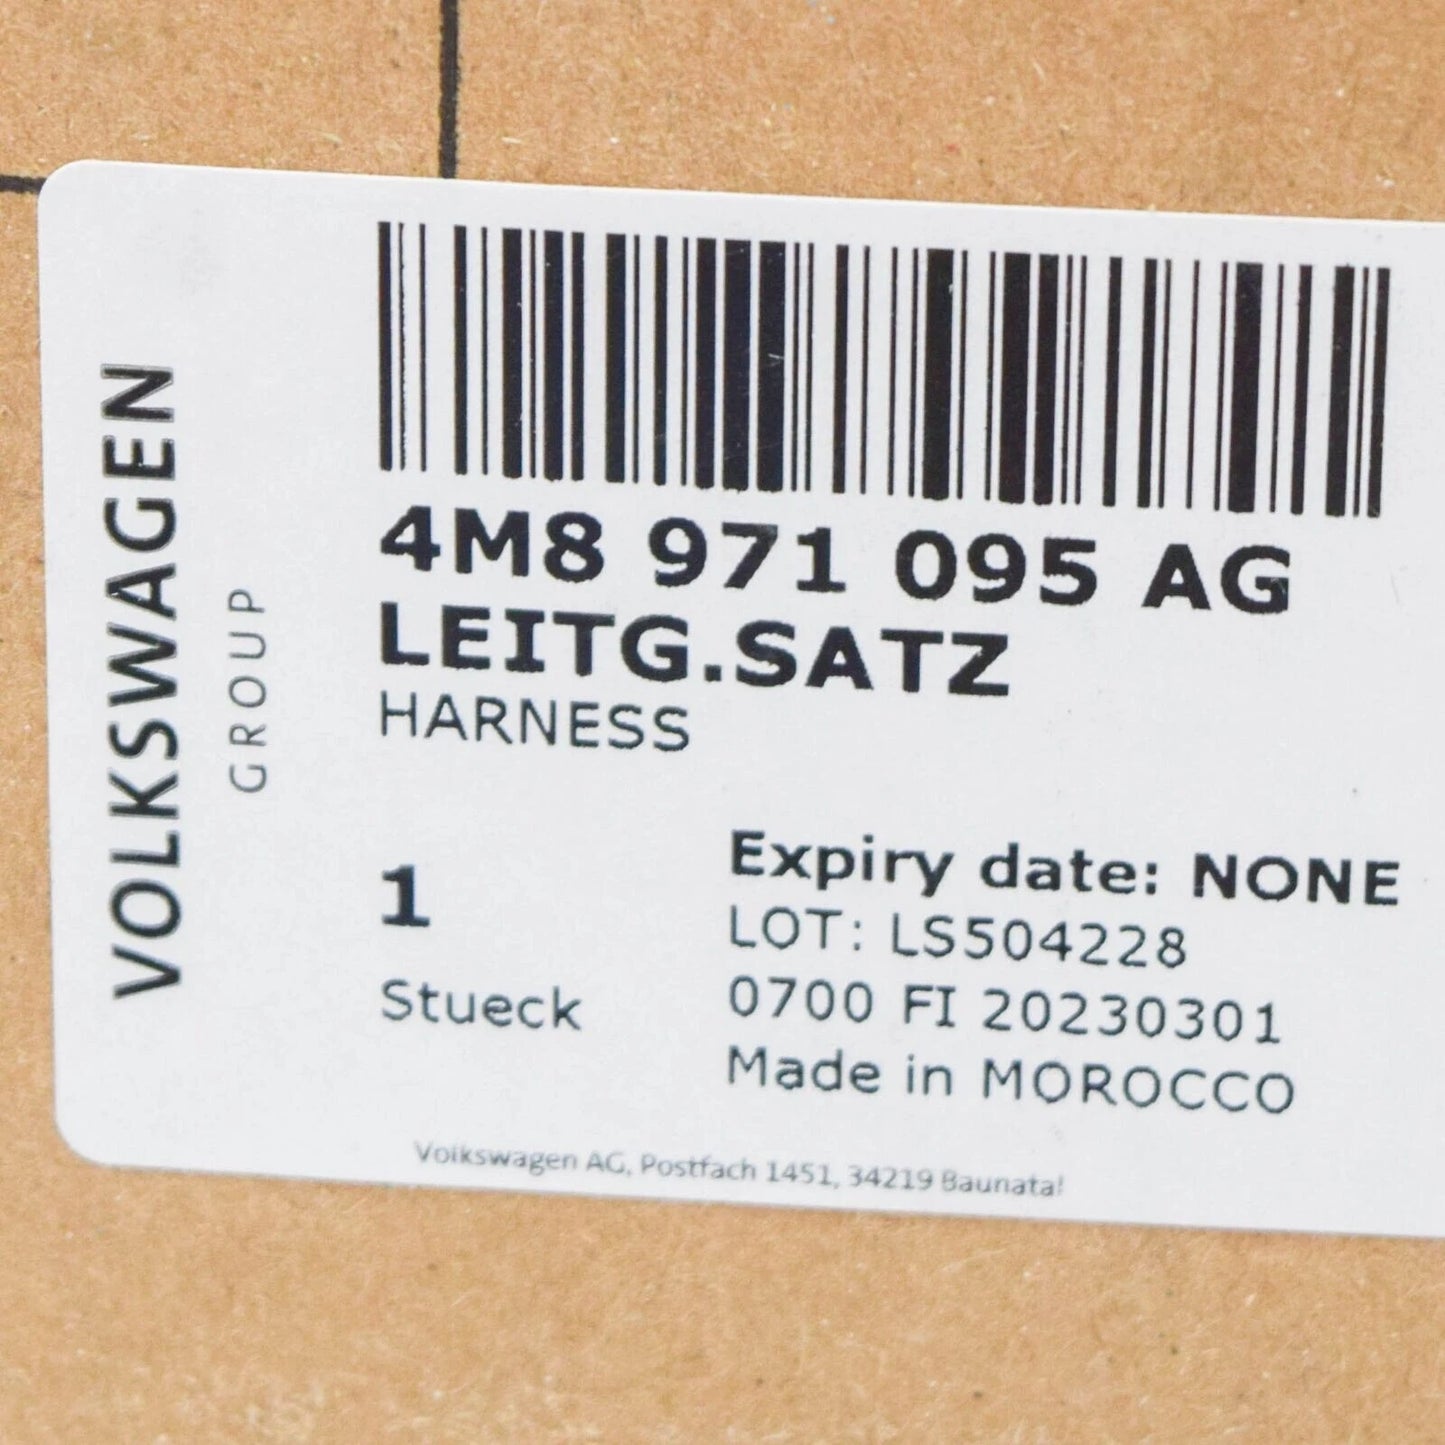 VOLKSWAGEN
GROUP
4M8 971 095 AG
LEITG.SATZ
HARNESS
1
Stueck
Expiry date: NONE
LOT: LS504228
0700 FI 20230301
Made in MOROCCO
Volkswagen AG, Postfach 1451, 34219 Baunatal